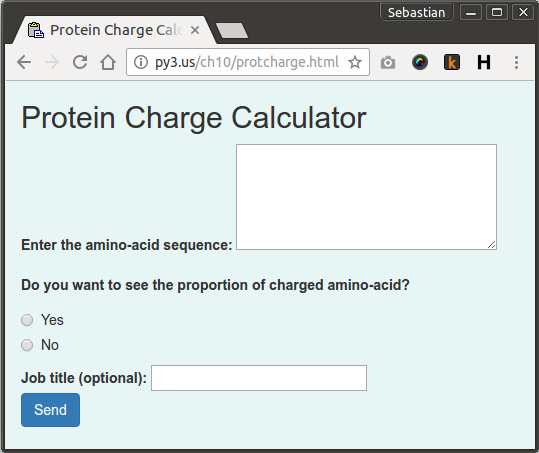 Sebastian
Protein Charge Calc
py3.us/ch10/protcharge.html
k
H
Protein Charge Calculator
Enter the amino-acid sequence:
Do you want to see the proportion of charged amino-acid?
Yes
No
Job title (optional):
Send